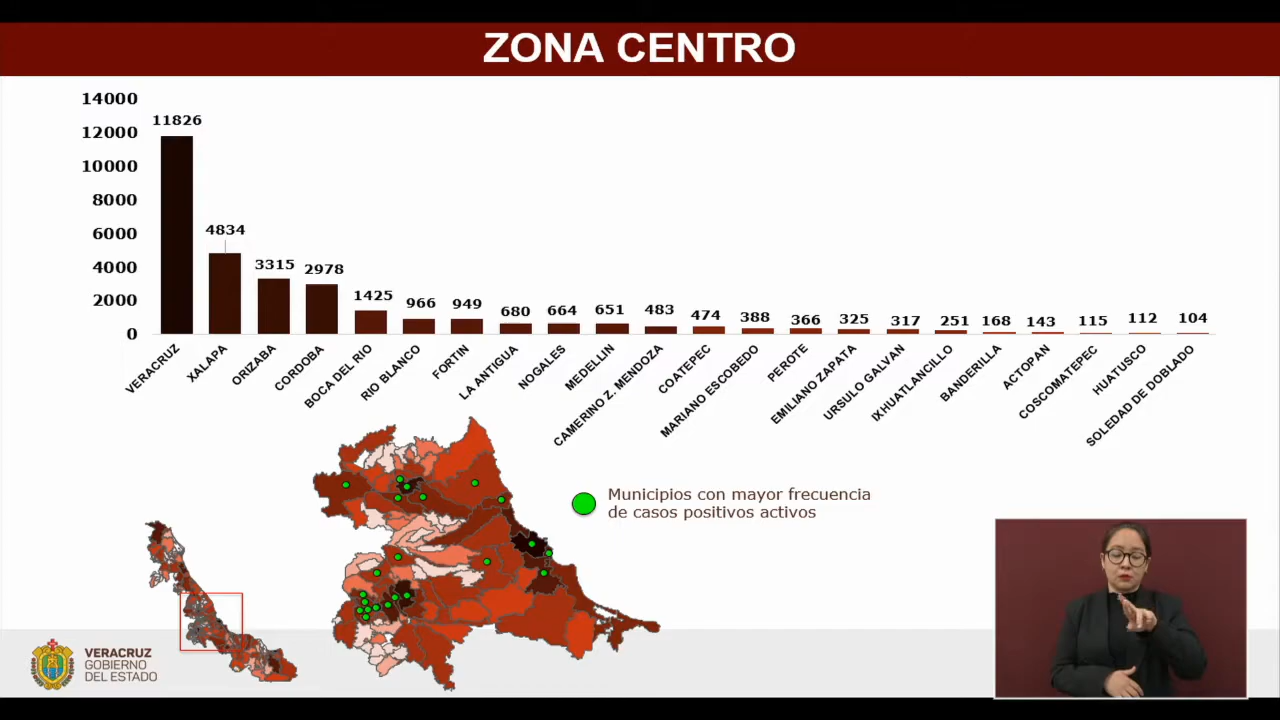 ZONA CENTRO
14000
12000
10000
8000
6000
4000
2000
0
11826
4834
3315
2978
1425
966
949
680
664
651
483
474
388
366
325
317
251
168
143
115
112
104
VERACRUZ
XALAPA
ORIZABA
CORDOBA
BOCA DEL RIO
RIO BLANCO
FORTIN
LA ANTIGUA
NOGALES
MEDELLIN
CAMERINO Z. MENDOZA
COATEPEC
MARIANO ESCOBEDO
PEROTE
EMILIANO ZAPATA
URSULO GALVAN
IXHUATLANCILLO
BANDERILLA
ACTOPAN
COSCOMATEPEC
HUATUSCO
SOLEDAD DE DOBLADO
Municipios con mayor frecuencia
de casos positivos activos
VERACRUZ
GOBIERNO
DEL ESTADO